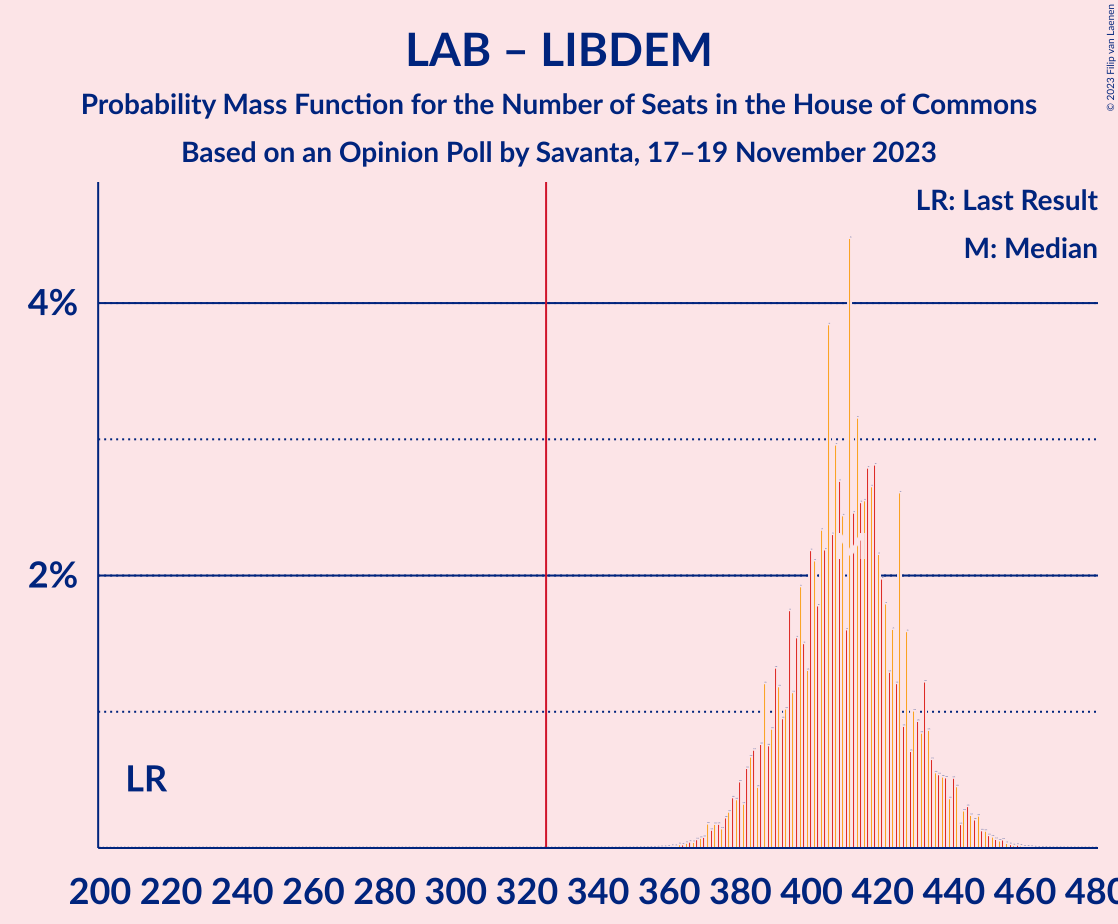 LAB – LIBDEM
Probability Mass Function for the Number of Seats in the House of Commons
Based on an Opinion Poll by Savanta, 17–19 November 2023
© 2023 Filip van Laenen
LR: Last Result
M: Median
4%
2%
LR
200 220 240 260 280 300 320 340 360 380 400 420 440 460 480